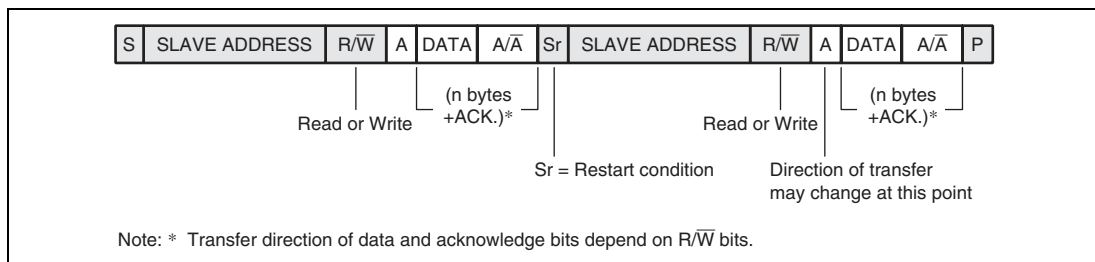 S SLAVE ADDRESS R/W̅ A DATA A/A̅ Sr SLAVE ADDRESS R/W̅ A DATA A/A̅ P
(n bytes
+ACK.)*
(n bytes
+ACK.)*
Read or Write
Read or Write
Sr = Restart condition
Direction of transfer
may change at this point
Note: * Transfer direction of data and acknowledge bits depend on R/W̅ bits.